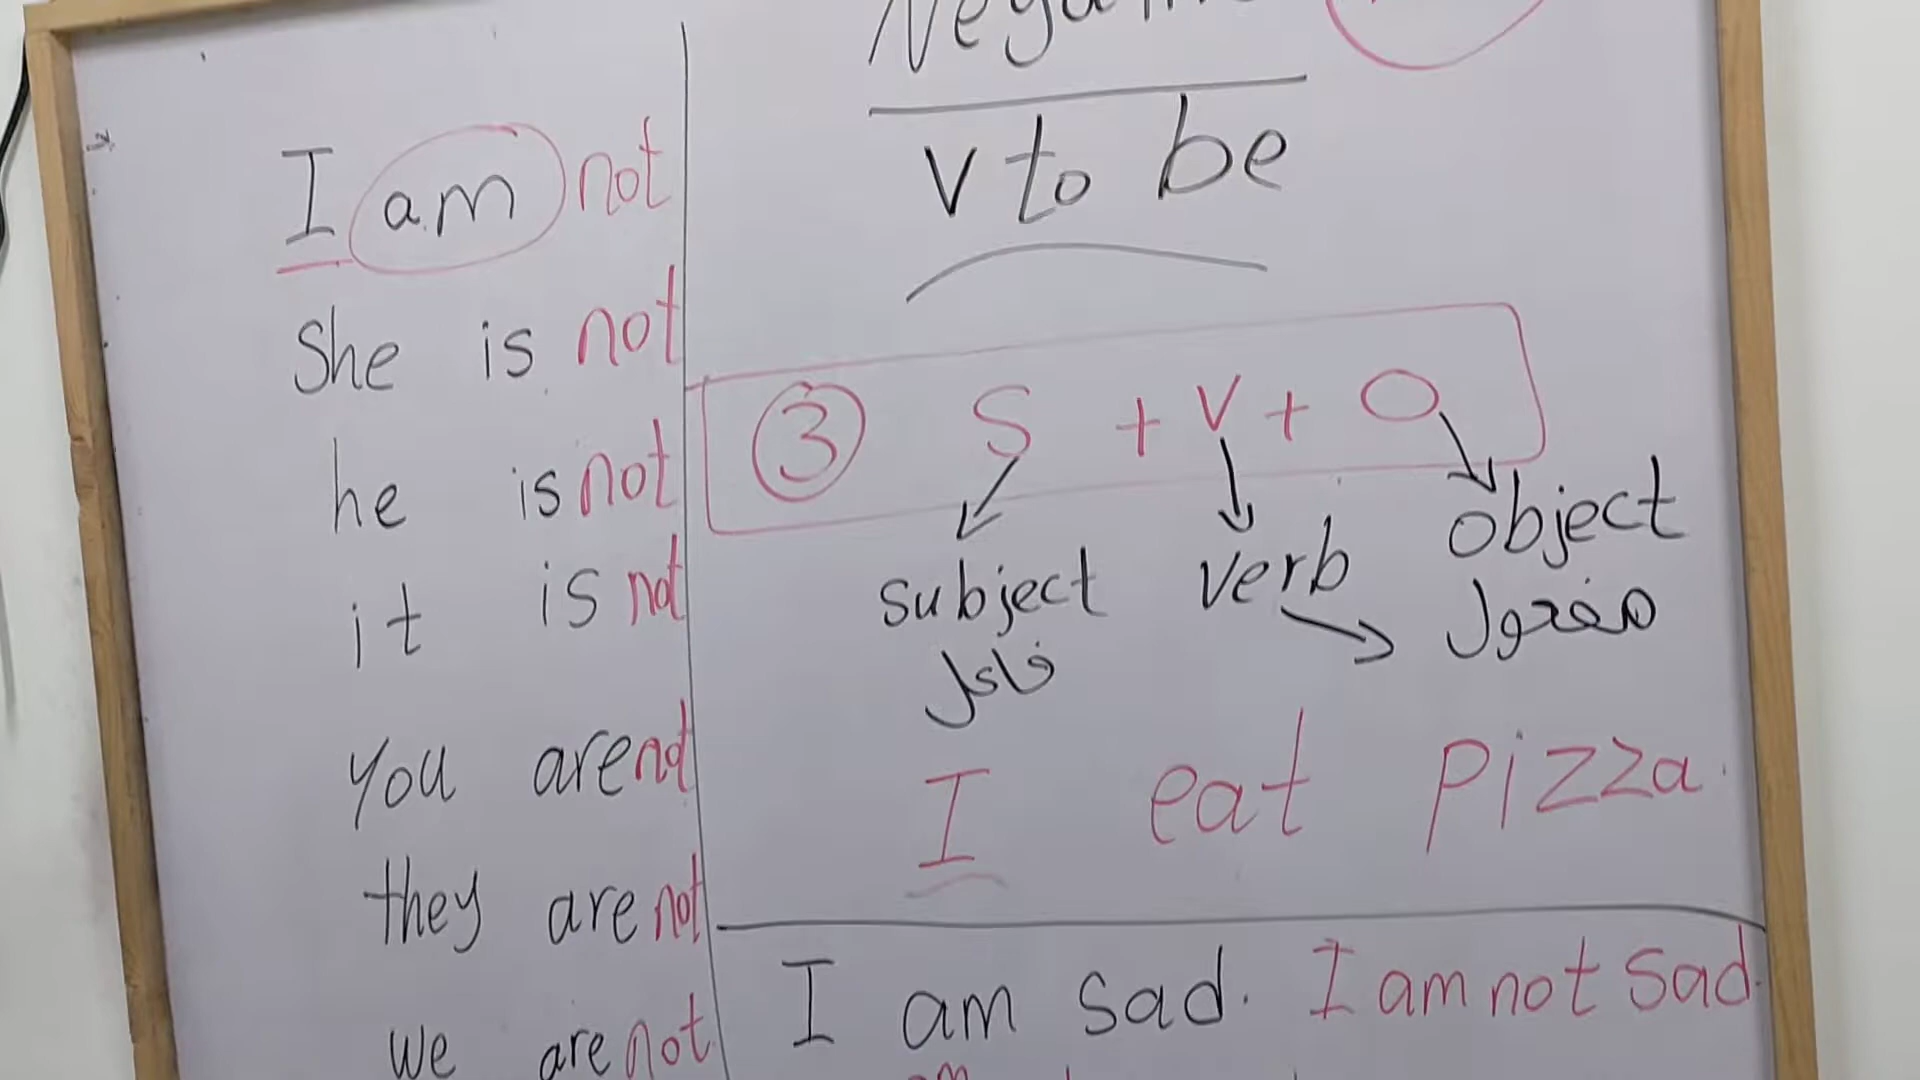 I am not
She is not
he is not
it is not
you are not
they are not
we are not
v to be
3 S + V + O
subject verb object
فاعل مفعول
I eat pizza.
I am sad. I am not sad.